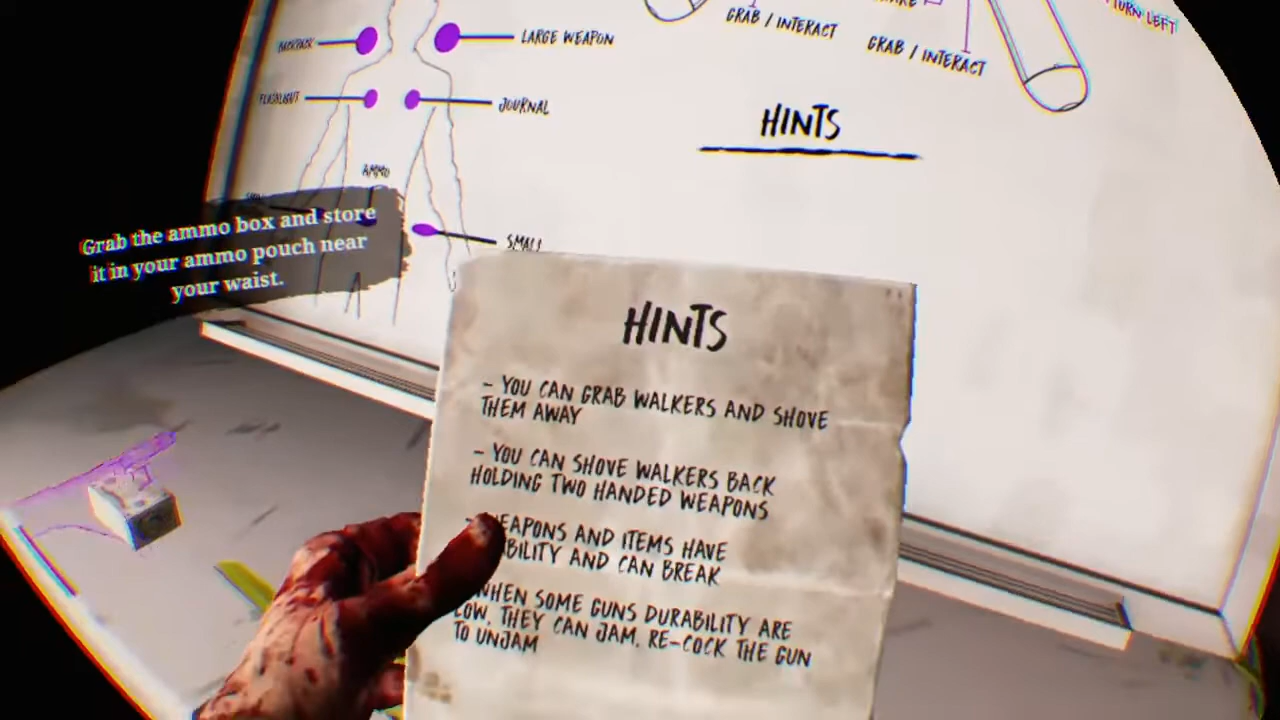 GRAB / INTERACT
TURN LEFT
GRAB / INTERACT
BACKPACK
LARGE WEAPON
FLASHLIGHT
JOURNAL
HINTS
AMMO
SMALL
Grab the ammo box and store
it in your ammo pouch near
your waist.
HINTS
- YOU CAN GRAB WALKERS AND SHOVE
THEM AWAY
- YOU CAN SHOVE WALKERS BACK
HOLDING TWO HANDED WEAPONS
WEAPONS AND ITEMS HAVE
BILITY AND CAN BREAK
WHEN SOME GUNS DURABILITY ARE
LOW, THEY CAN JAM. RE-COCK THE GUN
TO UNJAM